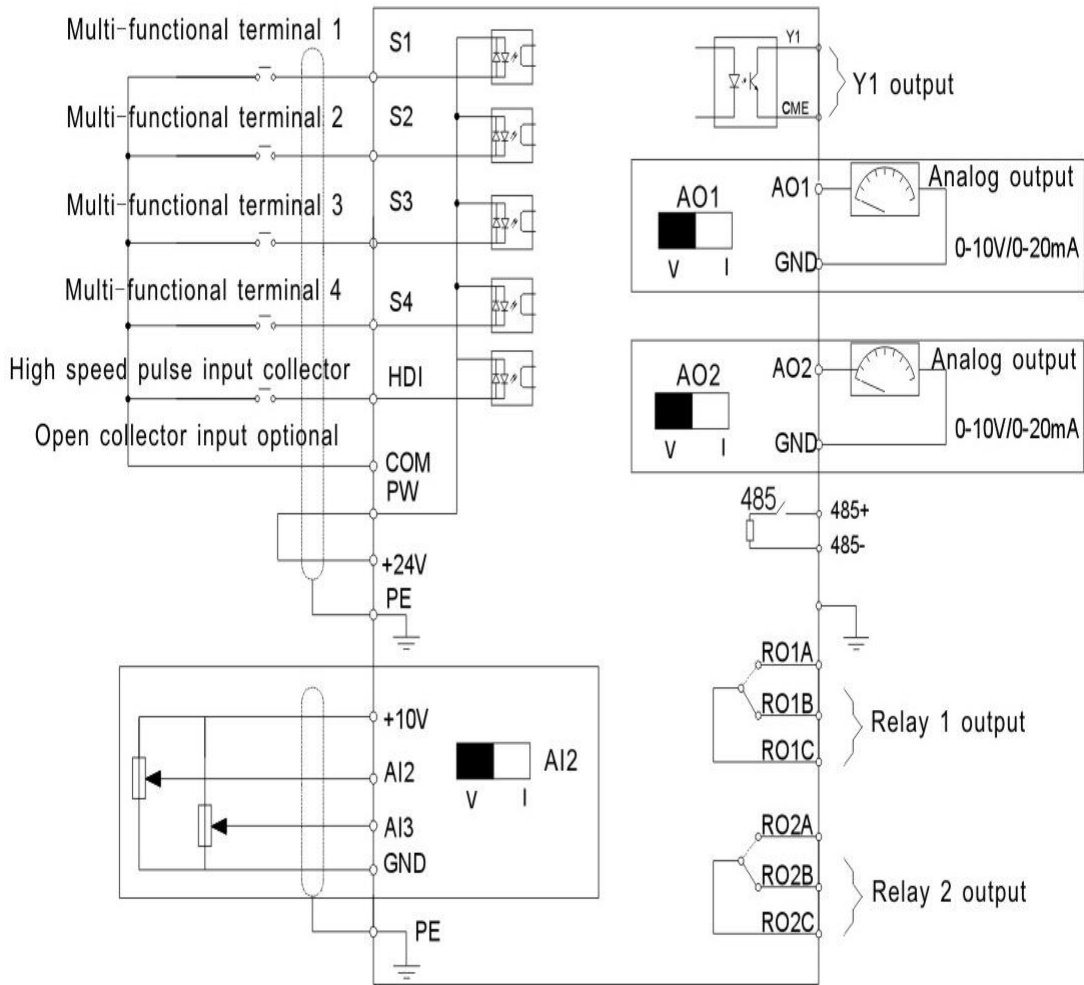 Multi-functional terminal 1
S1
Multi-functional terminal 2
S2
Multi-functional terminal 3
S3
Multi-functional terminal 4
S4
High speed pulse input collector
HDI
Open collector input optional
COM
PW
+24V
PE
+10V
AI2
AI3
GND
PE
AI2
V I
Y1
CME
Y1 output
AO1
V I
AO1
GND
Analog output
0-10V/0-20mA
AO2
V I
AO2
GND
Analog output
0-10V/0-20mA
485
485+
485-
RO1A
RO1B
RO1C
Relay 1 output
RO2A
RO2B
RO2C
Relay 2 output